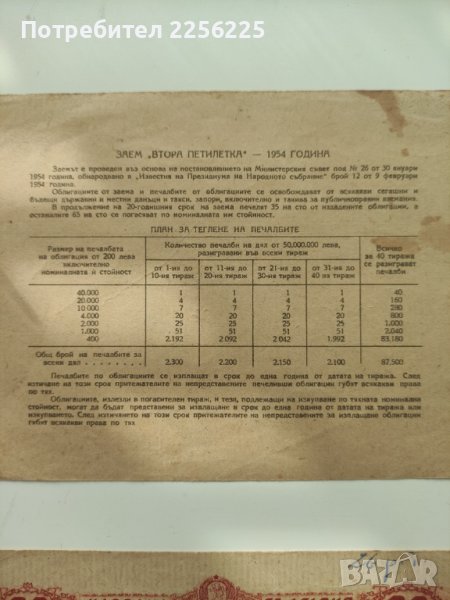 Потребител 2256225
ЗАЕМ „ВТОРА ПЕТИЛЕТКА" — 1954 ГОДИНА
Заемът е проведен въз основа на постановлението на Министерския съвет под № 26 от 30 януари
1954 година, обнародвано в „Известия на Президиума на Народното събрание" брой 12 от 9 февруари
1954 година.
Облигациите от заема и печалбите от облигациите се освобождават от всякакви сегашни и
бъдещи държавни и местни данъци и такси, запори, включително и такива за публичноправни вземания.
В продължение на 20-годишния срок на заема печелят 35 на сто от издадените облигации, а
останалите 65 на сто се погасяват по номиналната им стойност.
ПЛАН ЗА ТЕГЛЕНЕ НА ПЕЧАЛБИТЕ
Размер на печалбата на облигация от 200 лева включително номиналната ѝ стойност
Количество печалби на дял от 50.000.000 лева, разигравани във всеки тираж
Всичко за 40 тиража се разиграват печалби
от 1-ия до 10-ия тираж
от 11-ия до 20-ия тираж
от 21-ия до 30-ия тираж
от 31-ия до 40 ия тираж
40.000 1 1 1 1 40
20.000 4 4 4 4 160
10.000 7 7 7 7 280
4.000 20 20 20 20 800
2.000 25 25 25 25 1.000
1.000 51 51 51 51 2.040
400 2.192 2.092 2.042 1.992 83.180
Общ брой на печалбите за всеки дял 2.300 2.200 2.150 2.100 87.500
Печалбите по облигациите се изплащат в срок до една година от датата на тиража. След
изтичане на този срок притежателите на непредставените печеливши облигации губят всякакви права
по тях.
Облигациите, излезли в погасителен тираж, и тези, подлежащи на изкупуване по тяхната номинална
стойност, могат да бъдат представени за изплащане в срок до една година от датата на тиража или
изкупуването. След изтичането на този срок притежателите на непредставените за изплащане облигации
губят всякакви права по тях.
bazar